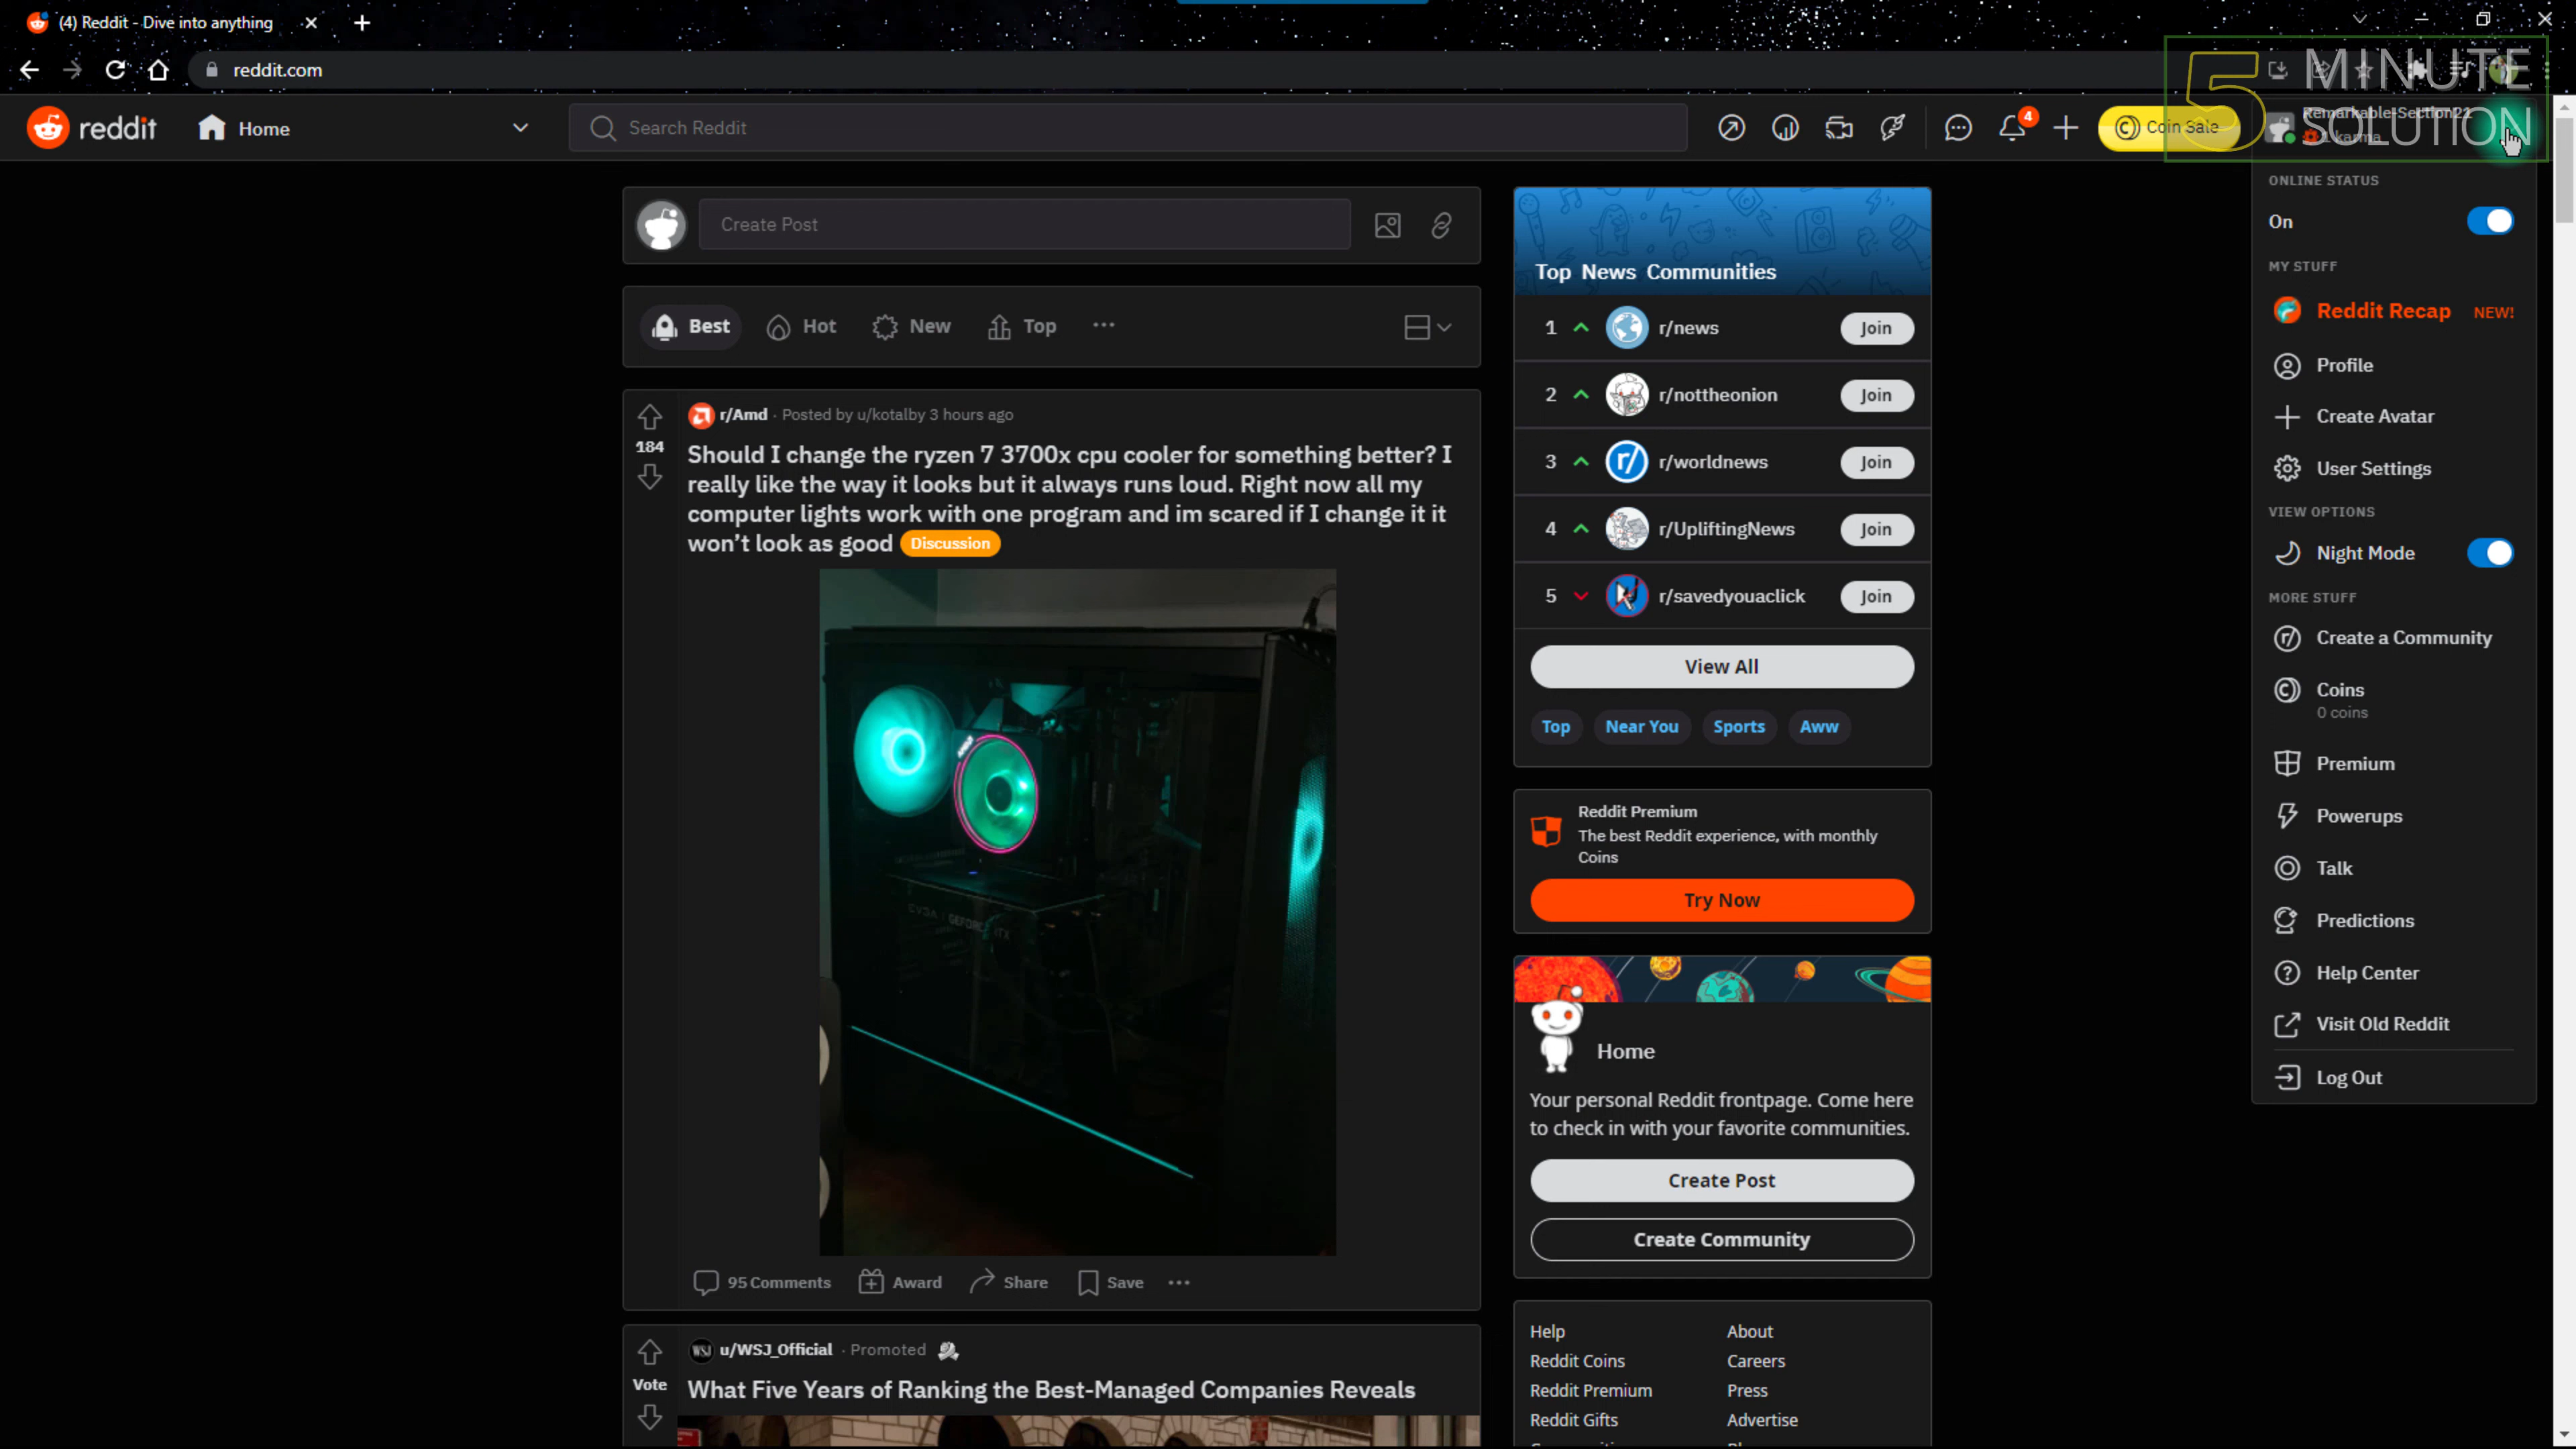 (4) Reddit - Dive into anything
reddit.com
5 MINUTE SOLUTION
reddit
Home
Search Reddit
4
Coin Sale
Remarkable-Section21
1 karma
Create Post
Best
Hot
New
Top
r/Amd · Posted by u/kotalby 3 hours ago
184
Should I change the ryzen 7 3700x cpu cooler for something better? I
really like the way it looks but it always runs loud. Right now all my
computer lights work with one program and im scared if I change it it
won't look as good Discussion
EVGA GEFORCE RTX
95 Comments
Award
Share
Save
u/WSJ_Official · Promoted
Vote
What Five Years of Ranking the Best-Managed Companies Reveals
Top News Communities
1 r/news Join
2 r/nottheonion Join
3 r/worldnews Join
4 r/UpliftingNews Join
5 r/savedyouaclick Join
View All
Top
Near You
Sports
Aww
Reddit Premium
The best Reddit experience, with monthly
Coins
Try Now
Home
Your personal Reddit frontpage. Come here
to check in with your favorite communities.
Create Post
Create Community
Help
About
Reddit Coins
Careers
Reddit Premium
Press
Reddit Gifts
Advertise
ONLINE STATUS
On
MY STUFF
Reddit Recap NEW!
Profile
Create Avatar
User Settings
VIEW OPTIONS
Night Mode
MORE STUFF
Create a Community
Coins
0 coins
Premium
Powerups
Talk
Predictions
Help Center
Visit Old Reddit
Log Out